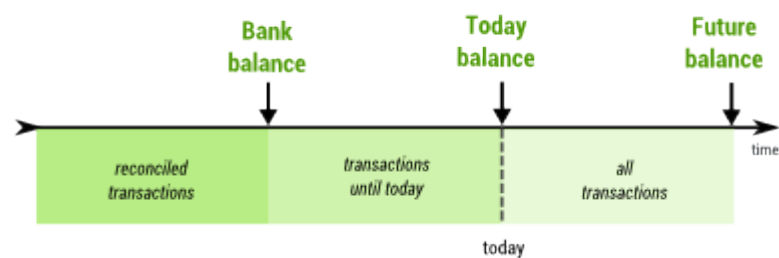 Bank
balance
Today
balance
Future
balance
time
reconciled
transactions
transactions
until today
all
transactions
today